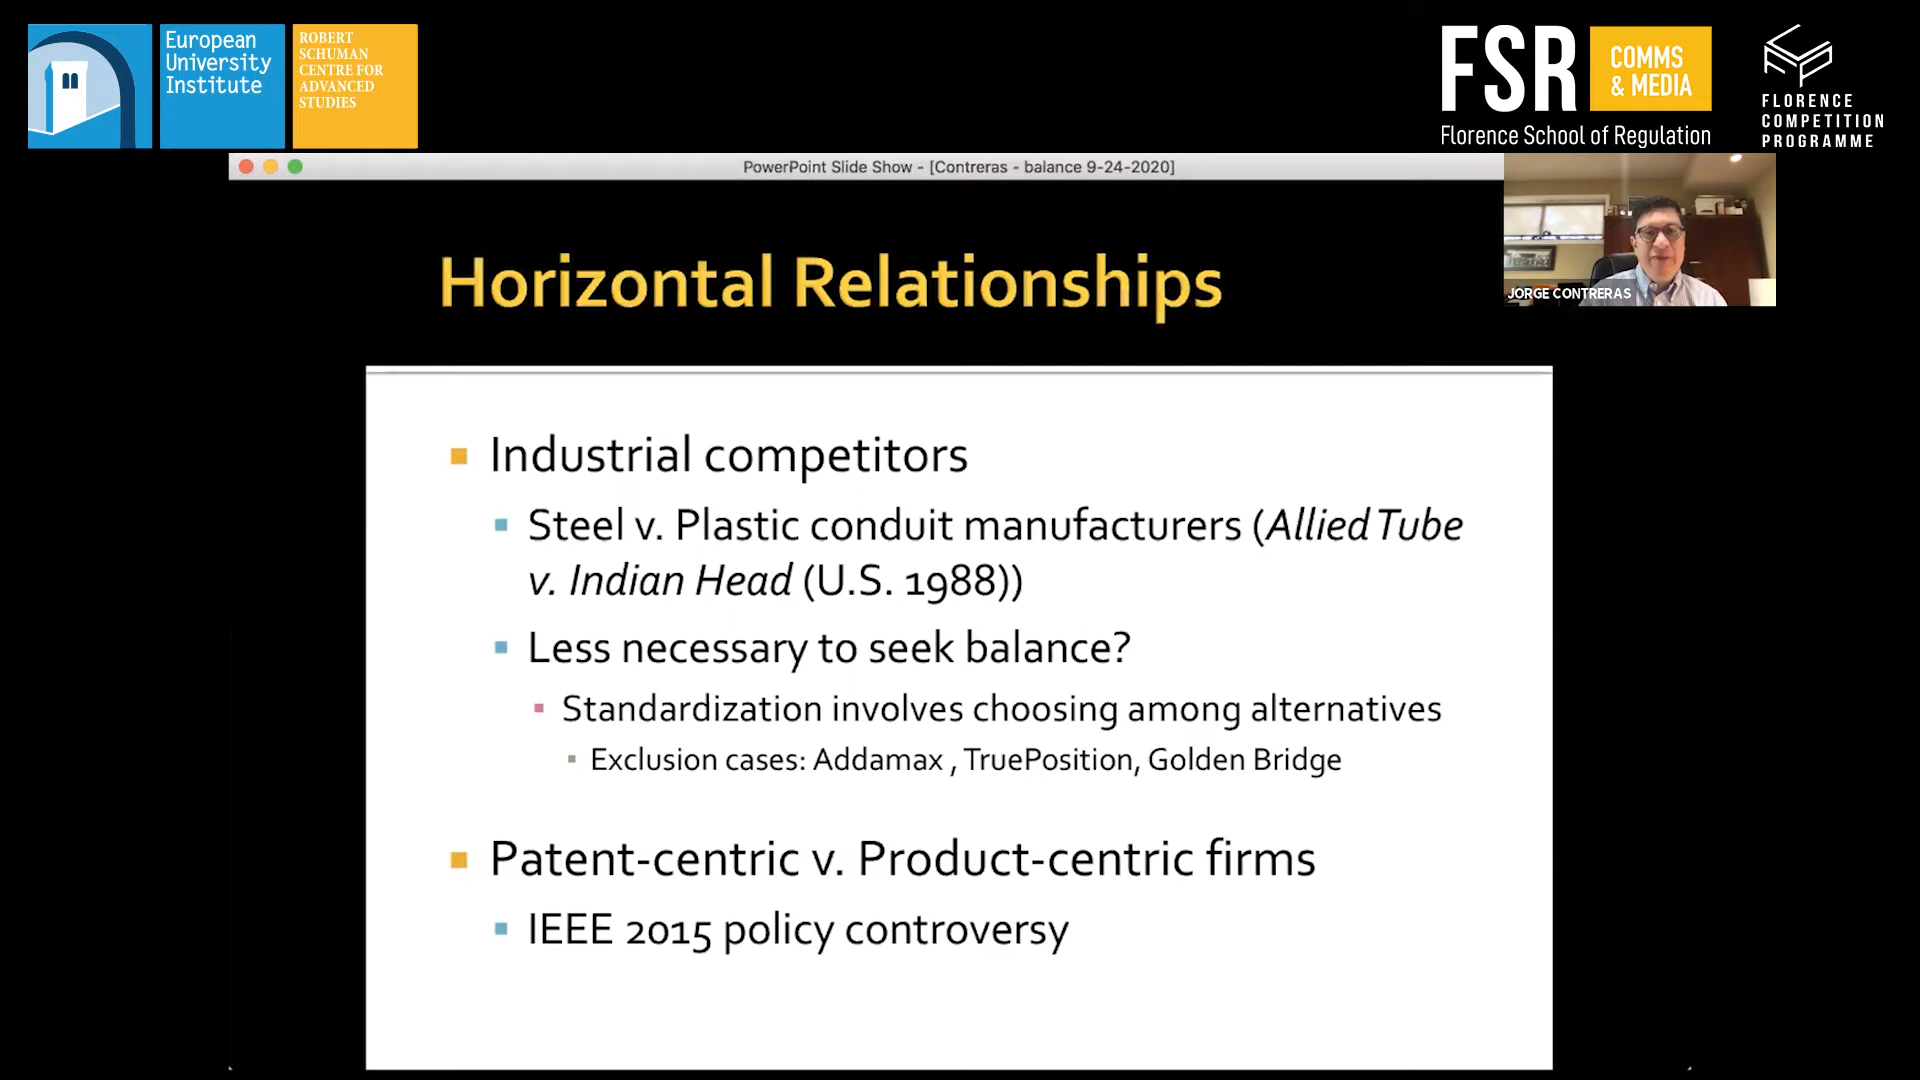 European
University
Institute
ROBERT
SCHUMAN
CENTRE FOR
ADVANCED
STUDIES
FSR
COMMS
& MEDIA
Florence School of Regulation
FLORENCE
COMPETITION
PROGRAMME
PowerPoint Slide Show - [Contreras - balance 9-24-2020]
JORGE CONTRERAS
Horizontal Relationships
Industrial competitors
Steel v. Plastic conduit manufacturers (Allied Tube
v. Indian Head (U.S. 1988))
Less necessary to seek balance?
Standardization involves choosing among alternatives
Exclusion cases: Addamax , TruePosition, Golden Bridge
Patent-centric v. Product-centric firms
IEEE 2015 policy controversy